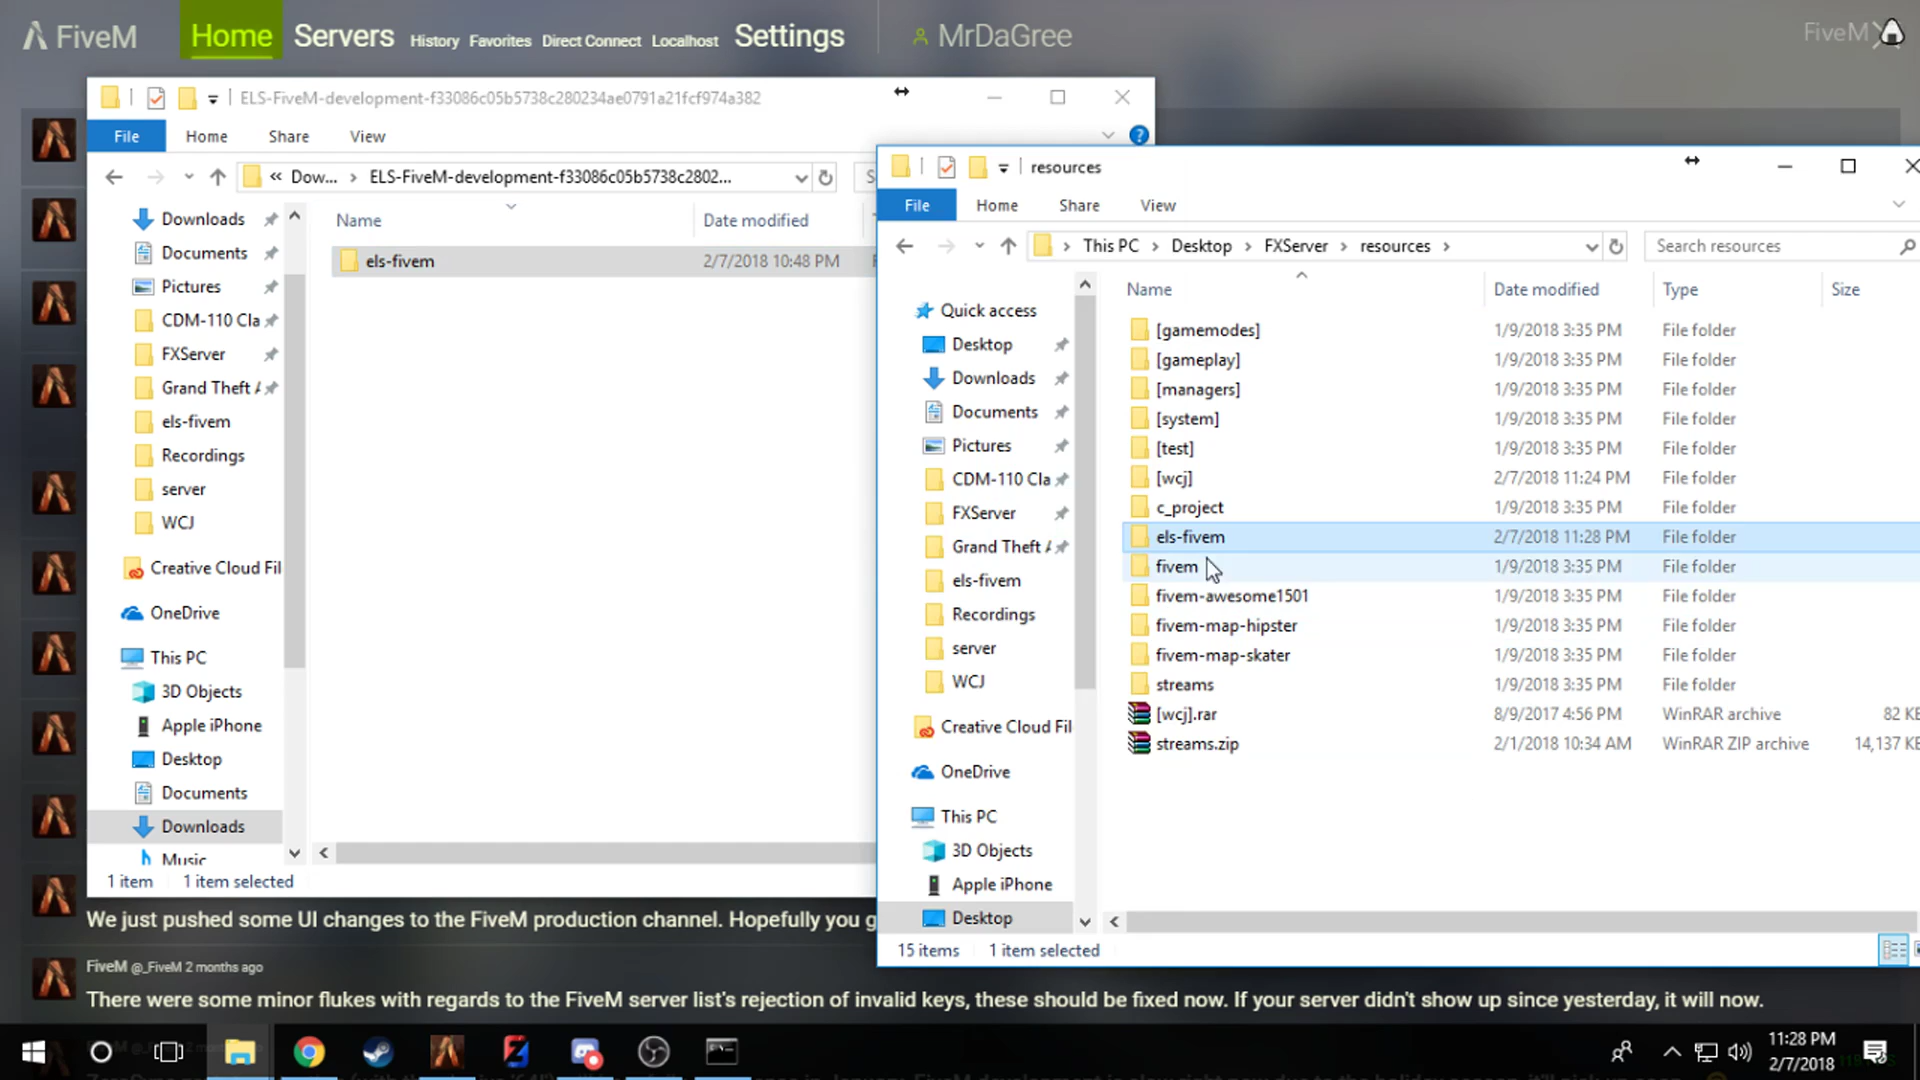 FiveM
Home Servers History Favorites Direct Connect Localhost Settings
MrDaGree
FiveM
ELS-FiveM-development-f33086c05b5738c280234ae0791a21fcf974a382
File Home Share View
« Dow... › ELS-FiveM-development-f33086c05b5738c2802...
Name Date modified
els-fivem 2/7/2018 10:48 PM
Downloads
Documents
Pictures
CDM-110 Cla
FXServer
Grand Theft
els-fivem
Recordings
server
WCJ
Creative Cloud Fil
OneDrive
This PC
3D Objects
Apple iPhone
Desktop
Documents
Downloads
Music
1 item 1 item selected
resources
File Home Share View
› This PC › Desktop › FXServer › resources ›
Search resources
Name Date modified Type Size
[gamemodes] 1/9/2018 3:35 PM File folder
[gameplay] 1/9/2018 3:35 PM File folder
[managers] 1/9/2018 3:35 PM File folder
[system] 1/9/2018 3:35 PM File folder
[test] 1/9/2018 3:35 PM File folder
[wcj] 2/7/2018 11:24 PM File folder
c_project 1/9/2018 3:35 PM File folder
els-fivem 2/7/2018 11:28 PM File folder
fivem 1/9/2018 3:35 PM File folder
fivem-awesome1501 1/9/2018 3:35 PM File folder
fivem-map-hipster 1/9/2018 3:35 PM File folder
fivem-map-skater 1/9/2018 3:35 PM File folder
streams 1/9/2018 3:35 PM File folder
[wcj].rar 8/9/2017 4:56 PM WinRAR archive 82 KB
streams.zip 2/1/2018 10:34 AM WinRAR ZIP archive 14,137 KB
Quick access
Desktop
Downloads
Documents
Pictures
CDM-110 Cla
FXServer
Grand Theft
els-fivem
Recordings
server
WCJ
Creative Cloud Fil
OneDrive
This PC
3D Objects
Apple iPhone
Desktop
15 items 1 item selected
We just pushed some UI changes to the FiveM production channel. Hopefully you g
FiveM @_FiveM 2 months ago
There were some minor flukes with regards to the FiveM server list's rejection of invalid keys, these should be fixed now. If your server didn't show up since yesterday, it will now.
11:28 PM
2/7/2018